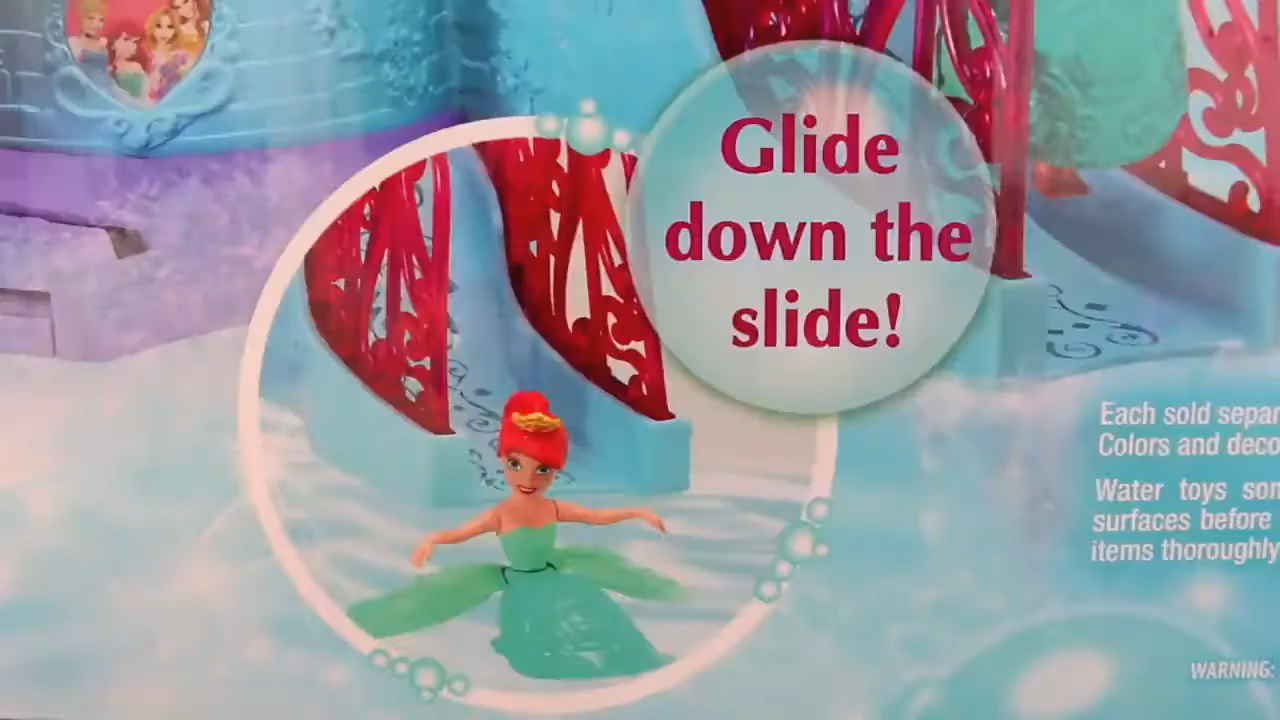 Glide
down the
slide!
Each sold
Colors and
Water toys
surfaces before
items thoroughly
WARNING: